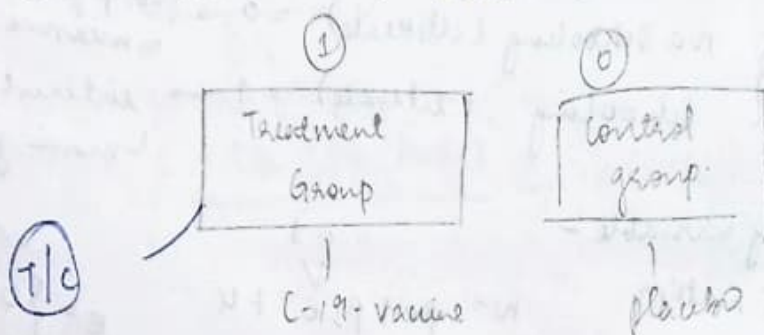 1 0
Treatment Control
Group group.
T/C
C-19-vaccine placebo